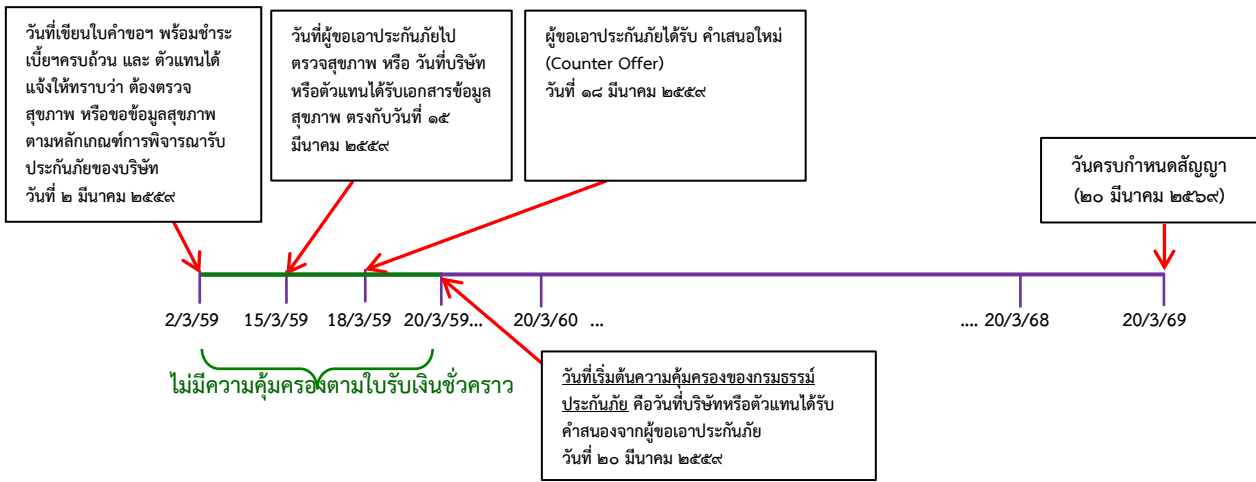 วันที่เขียนใบคำขอฯ พร้อมชำระ
เบี้ยฯครบถ้วน และ ตัวแทนได้
แจ้งให้ทราบว่า ต้องตรวจ
สุขภาพ หรือขอข้อมูลสุขภาพ
ตามหลักเกณฑ์การพิจารณารับ
ประกันภัยของบริษัท
วันที่ ๒ มีนาคม ๒๕๕๙
วันที่ผู้ขอเอาประกันภัยไป
ตรวจสุขภาพ หรือ วันที่บริษัท
หรือตัวแทนได้รับเอกสารข้อมูล
สุขภาพ ตรงกับวันที่ ๑๕
มีนาคม ๒๕๕๙
ผู้ขอเอาประกันภัยได้รับ คำเสนอใหม่
(Counter Offer)
วันที่ ๑๘ มีนาคม ๒๕๕๙
วันครบกำหนดสัญญา
(๒๐ มีนาคม ๒๕๖๙)
2/3/59 15/3/59 18/3/59 20/3/59... 20/3/60 ... .... 20/3/68 20/3/69
ไม่มีความคุ้มครองตามใบรับเงินชั่วคราว
วันที่เริ่มต้นความคุ้มครองของกรมธรรม์
ประกันภัย คือวันที่บริษัทหรือตัวแทนได้รับ
คำสนองจากผู้ขอเอาประกันภัย
วันที่ ๒๐ มีนาคม ๒๕๕๙